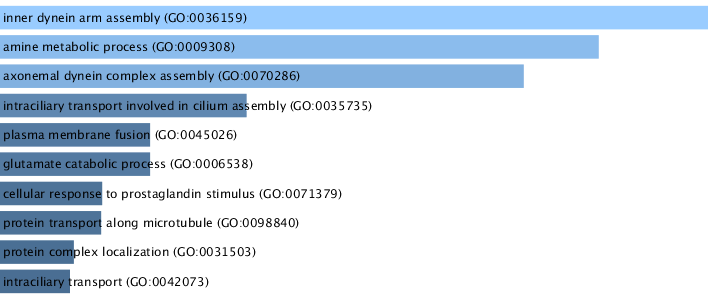 inner dynein arm assembly (GO:0036159)
amine metabolic process (GO:0009308)
axonemal dynein complex assembly (GO:0070286)
intraciliary transport involved in cilium assembly (GO:0035735)
plasma membrane fusion (GO:0045026)
glutamate catabolic process (GO:0006538)
cellular response to prostaglandin stimulus (GO:0071379)
protein transport along microtubule (GO:0098840)
protein complex localization (GO:0031503)
intraciliary transport (GO:0042073)